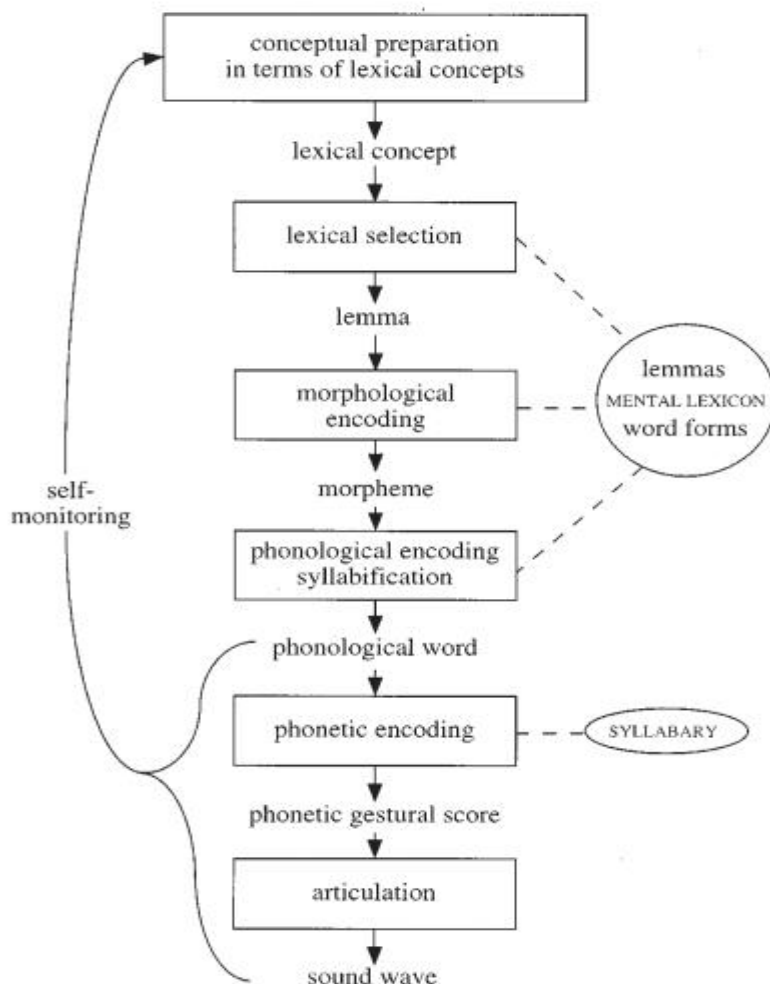 conceptual preparation
in terms of lexical concepts
lexical concept
lexical selection
lemma
lemmas
MENTAL LEXICON
word forms
morphological
encoding
morpheme
self-
monitoring
phonological encoding
syllabification
phonological word
phonetic encoding
SYLLABARY
phonetic gestural score
articulation
sound wave